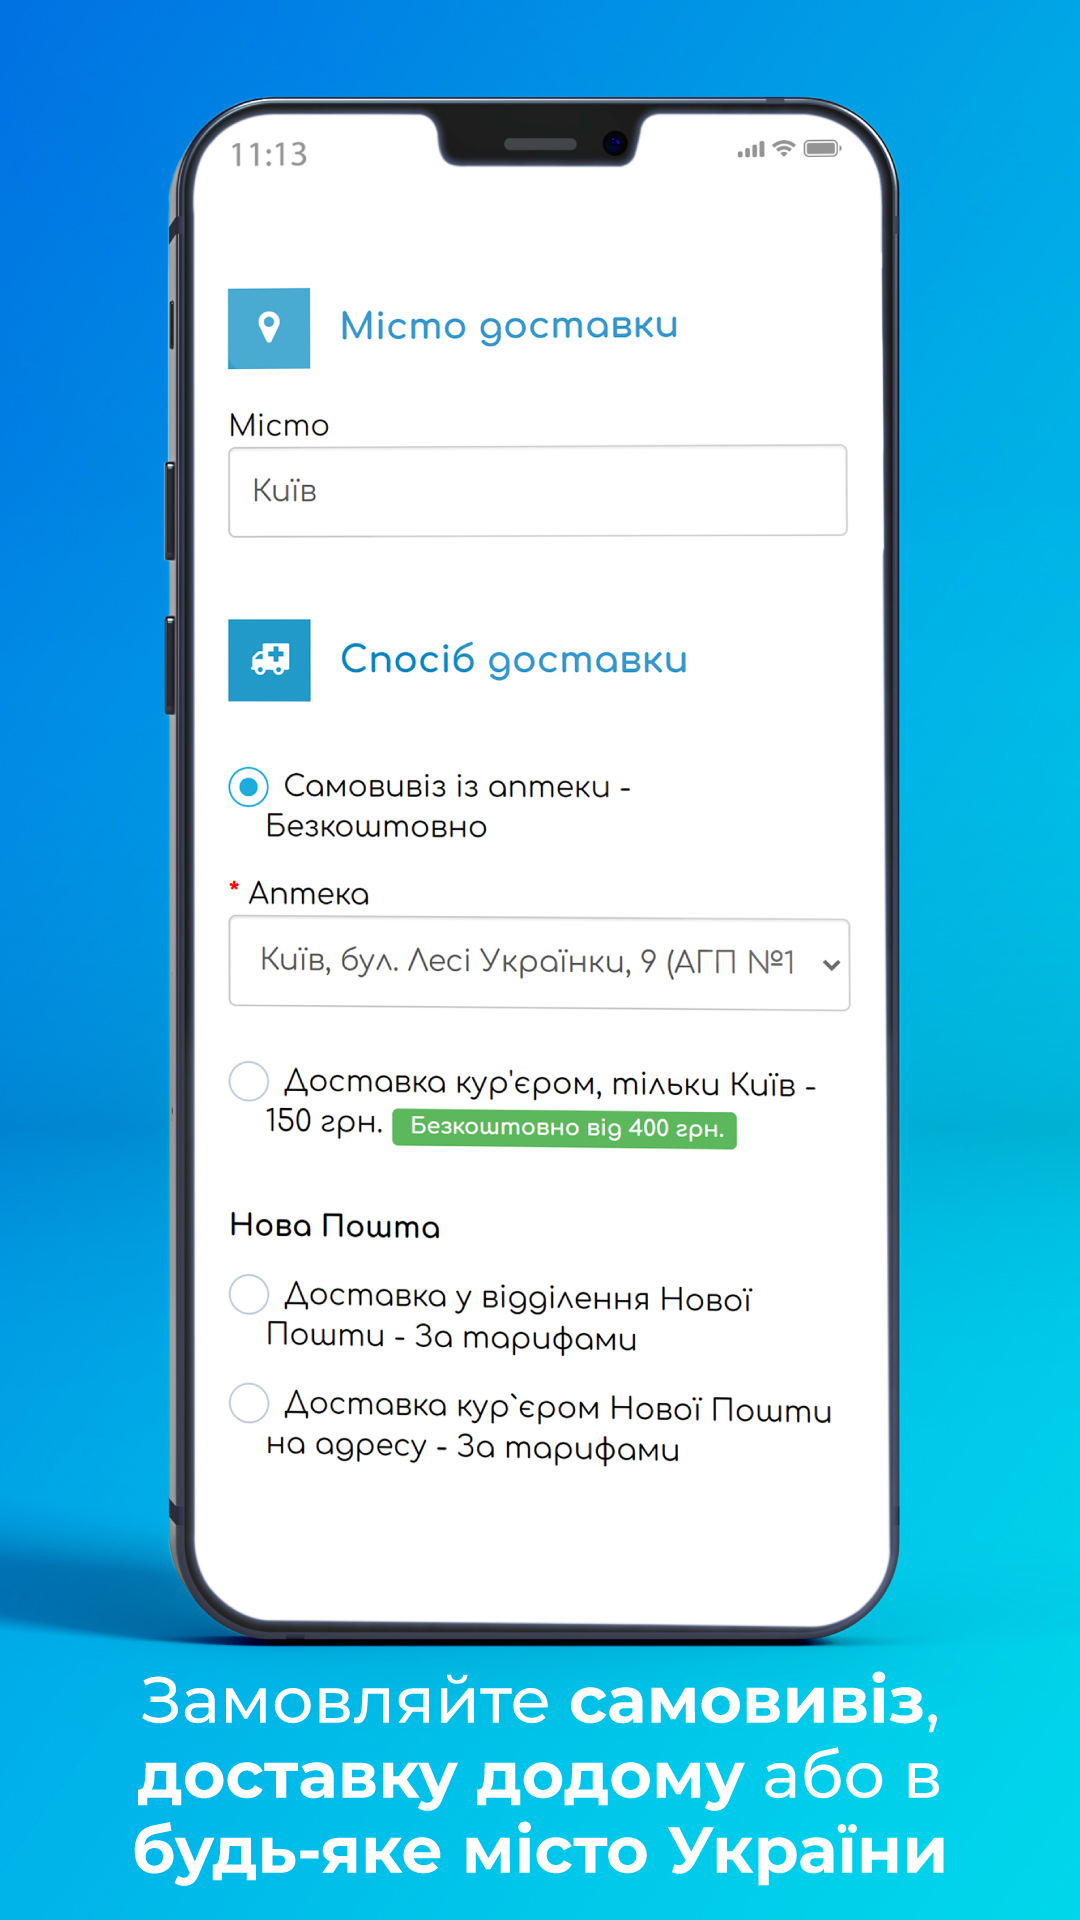 11:13
Місто доставки
Місто
Київ
Спосіб доставки
Самовивіз із аптеки -
Безкоштовно
* Аптека
Київ, бул. Лесі Українки, 9 (АГП №1
Доставка кур'єром, тільки Київ -
150 грн. Безкоштовно від 400 грн.
Нова Пошта
Доставка у відділення Нової
Пошти - За тарифами
Доставка кур`єром Нової Пошти
на адресу - За тарифами
Замовляйте самовивіз,
доставку додому або в
будь-яке місто України